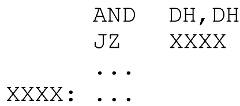 AND DH,DH
JZ XXXX
...
XXXX: ...